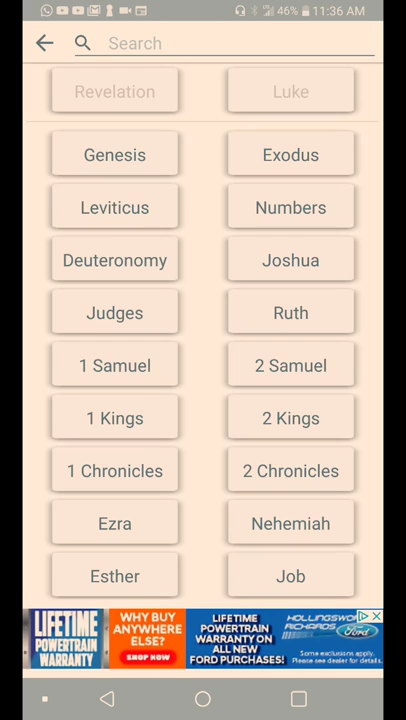 46% 11:36 AM
Search
Revelation Luke
Genesis Exodus
Leviticus Numbers
Deuteronomy Joshua
Judges Ruth
1 Samuel 2 Samuel
1 Kings 2 Kings
1 Chronicles 2 Chronicles
Ezra Nehemiah
Esther Job
LIFETIME
POWERTRAIN
WARRANTY
WHY BUY
ANYWHERE
ELSE?
SHOP NOW
LIFETIME
POWERTRAIN
WARRANTY ON
ALL NEW
FORD PURCHASES!
RICHARDS
Ford
Some exclusions apply.
Please see dealer for details.